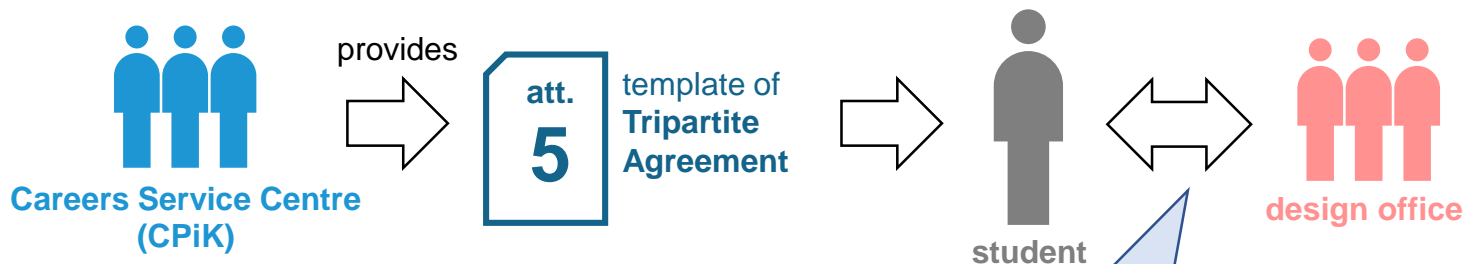 provides
att.
5
template of
Tripartite
Agreement
Careers Service Centre
(CPiK)
student
design office